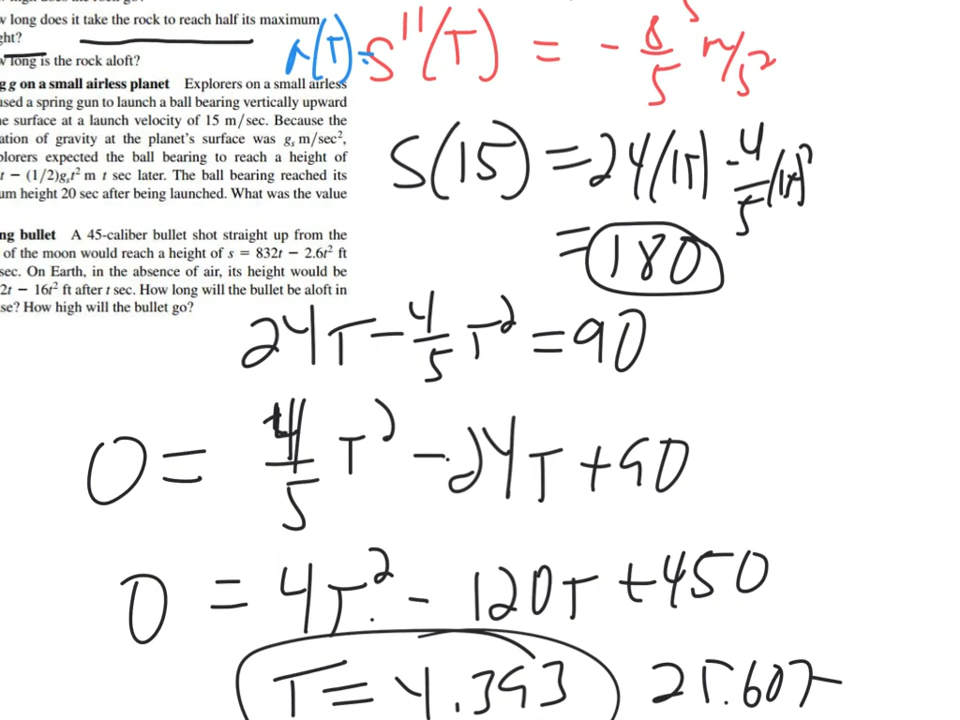 long does it take the rock to reach half its maximum
ght?
long is the rock aloft?
g g on a small airless planet Explorers on a small airless
sed a spring gun to launch a ball bearing vertically upward
e surface at a launch velocity of 15 m/sec. Because the
ation of gravity at the planet's surface was gₛ m/sec²,
plorers expected the ball bearing to reach a height of
t − (1/2)gₛt² m t sec later. The ball bearing reached its
um height 20 sec after being launched. What was the value
ng bullet A 45-caliber bullet shot straight up from the
of the moon would reach a height of s = 832t − 2.6t² ft
sec. On Earth, in the absence of air, its height would be
2t − 16t² ft after t sec. How long will the bullet be aloft in
se? How high will the bullet go?
a(T) = S''(T) = - 8/5 m/s²
S(15) = 24(15) - 4/5 (15)²
= 180
24T - 4/5 T² = 90
0 = 4/5 T² - 24T + 90
0 = 4T² - 120T + 450
T = 4.393 25.607